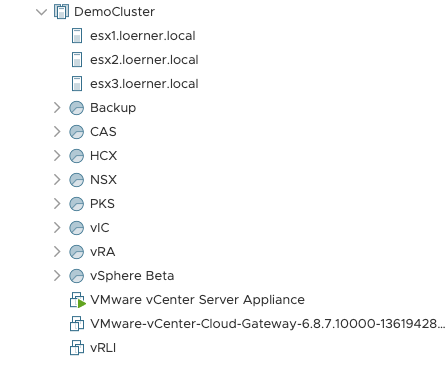 DemoCluster
esx1.loerner.local
esx2.loerner.local
esx3.loerner.local
Backup
CAS
HCX
NSX
PKS
vIC
vRA
vSphere Beta
VMware vCenter Server Appliance
VMware-vCenter-Cloud-Gateway-6.8.7.10000-13619428...
vRLI